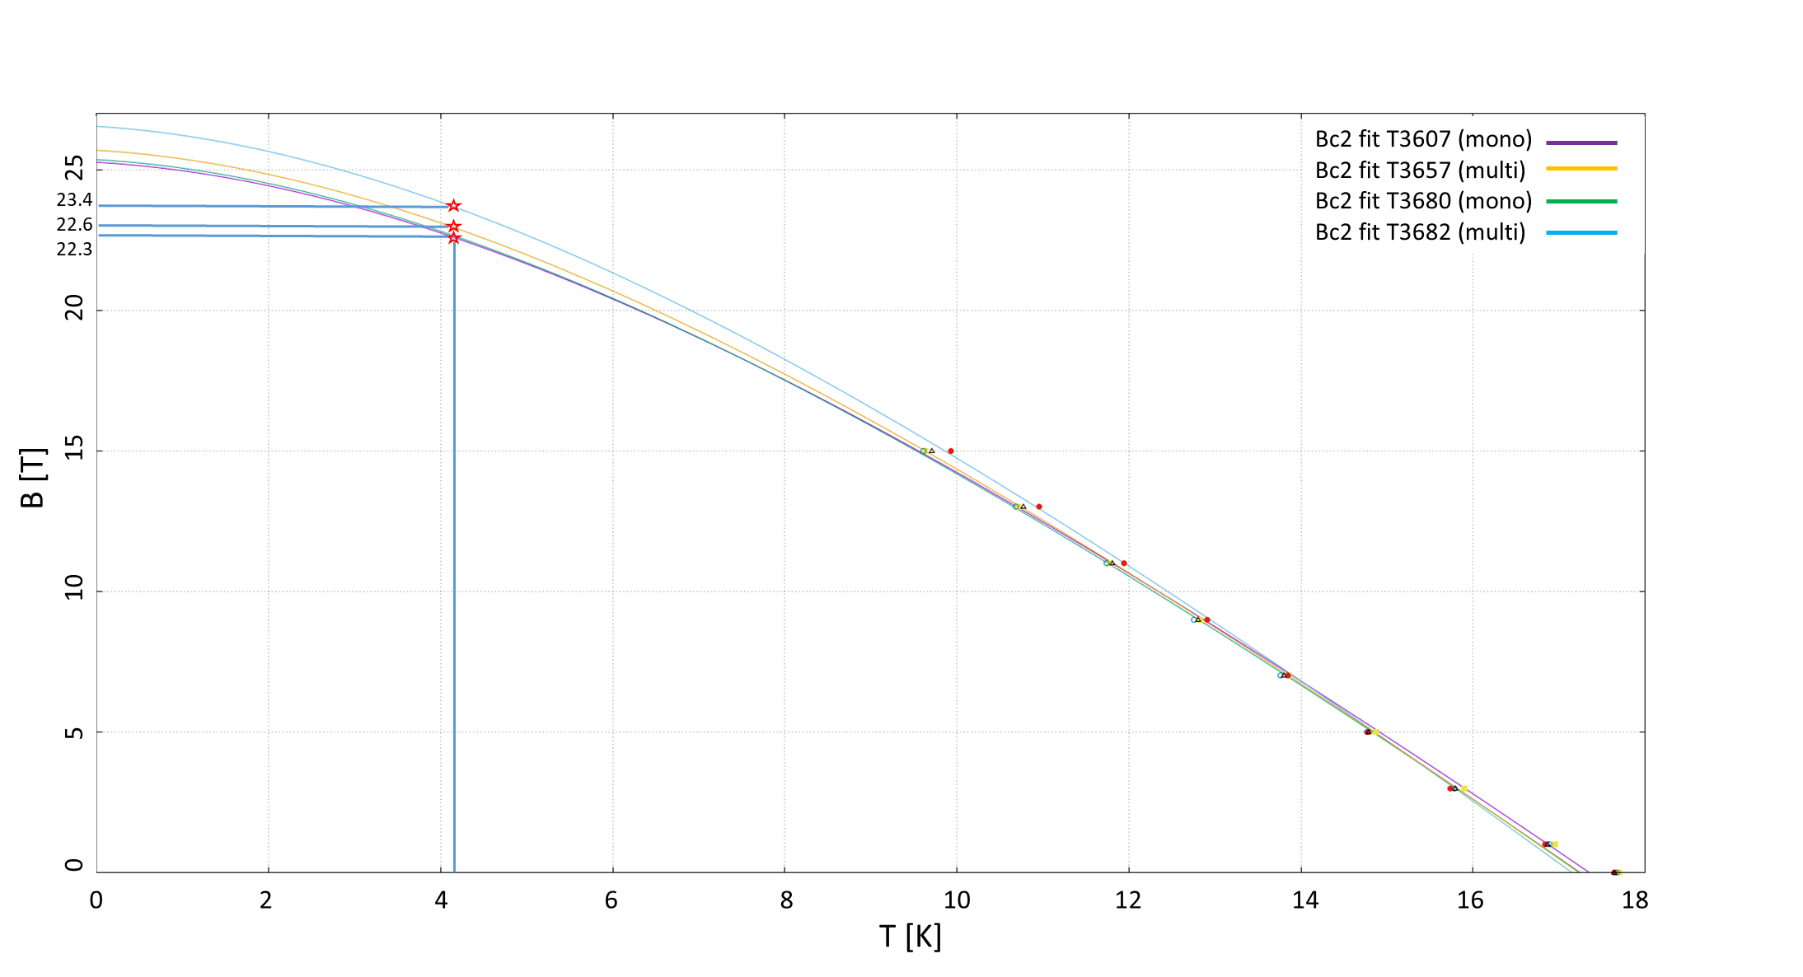 Bc2 fit T3607 (mono)
Bc2 fit T3657 (multi)
Bc2 fit T3680 (mono)
Bc2 fit T3682 (multi)
25
23.4
22.6
22.3
20
15
10
5
0
B [T]
0 2 4 6 8 10 12 14 16 18
T [K]